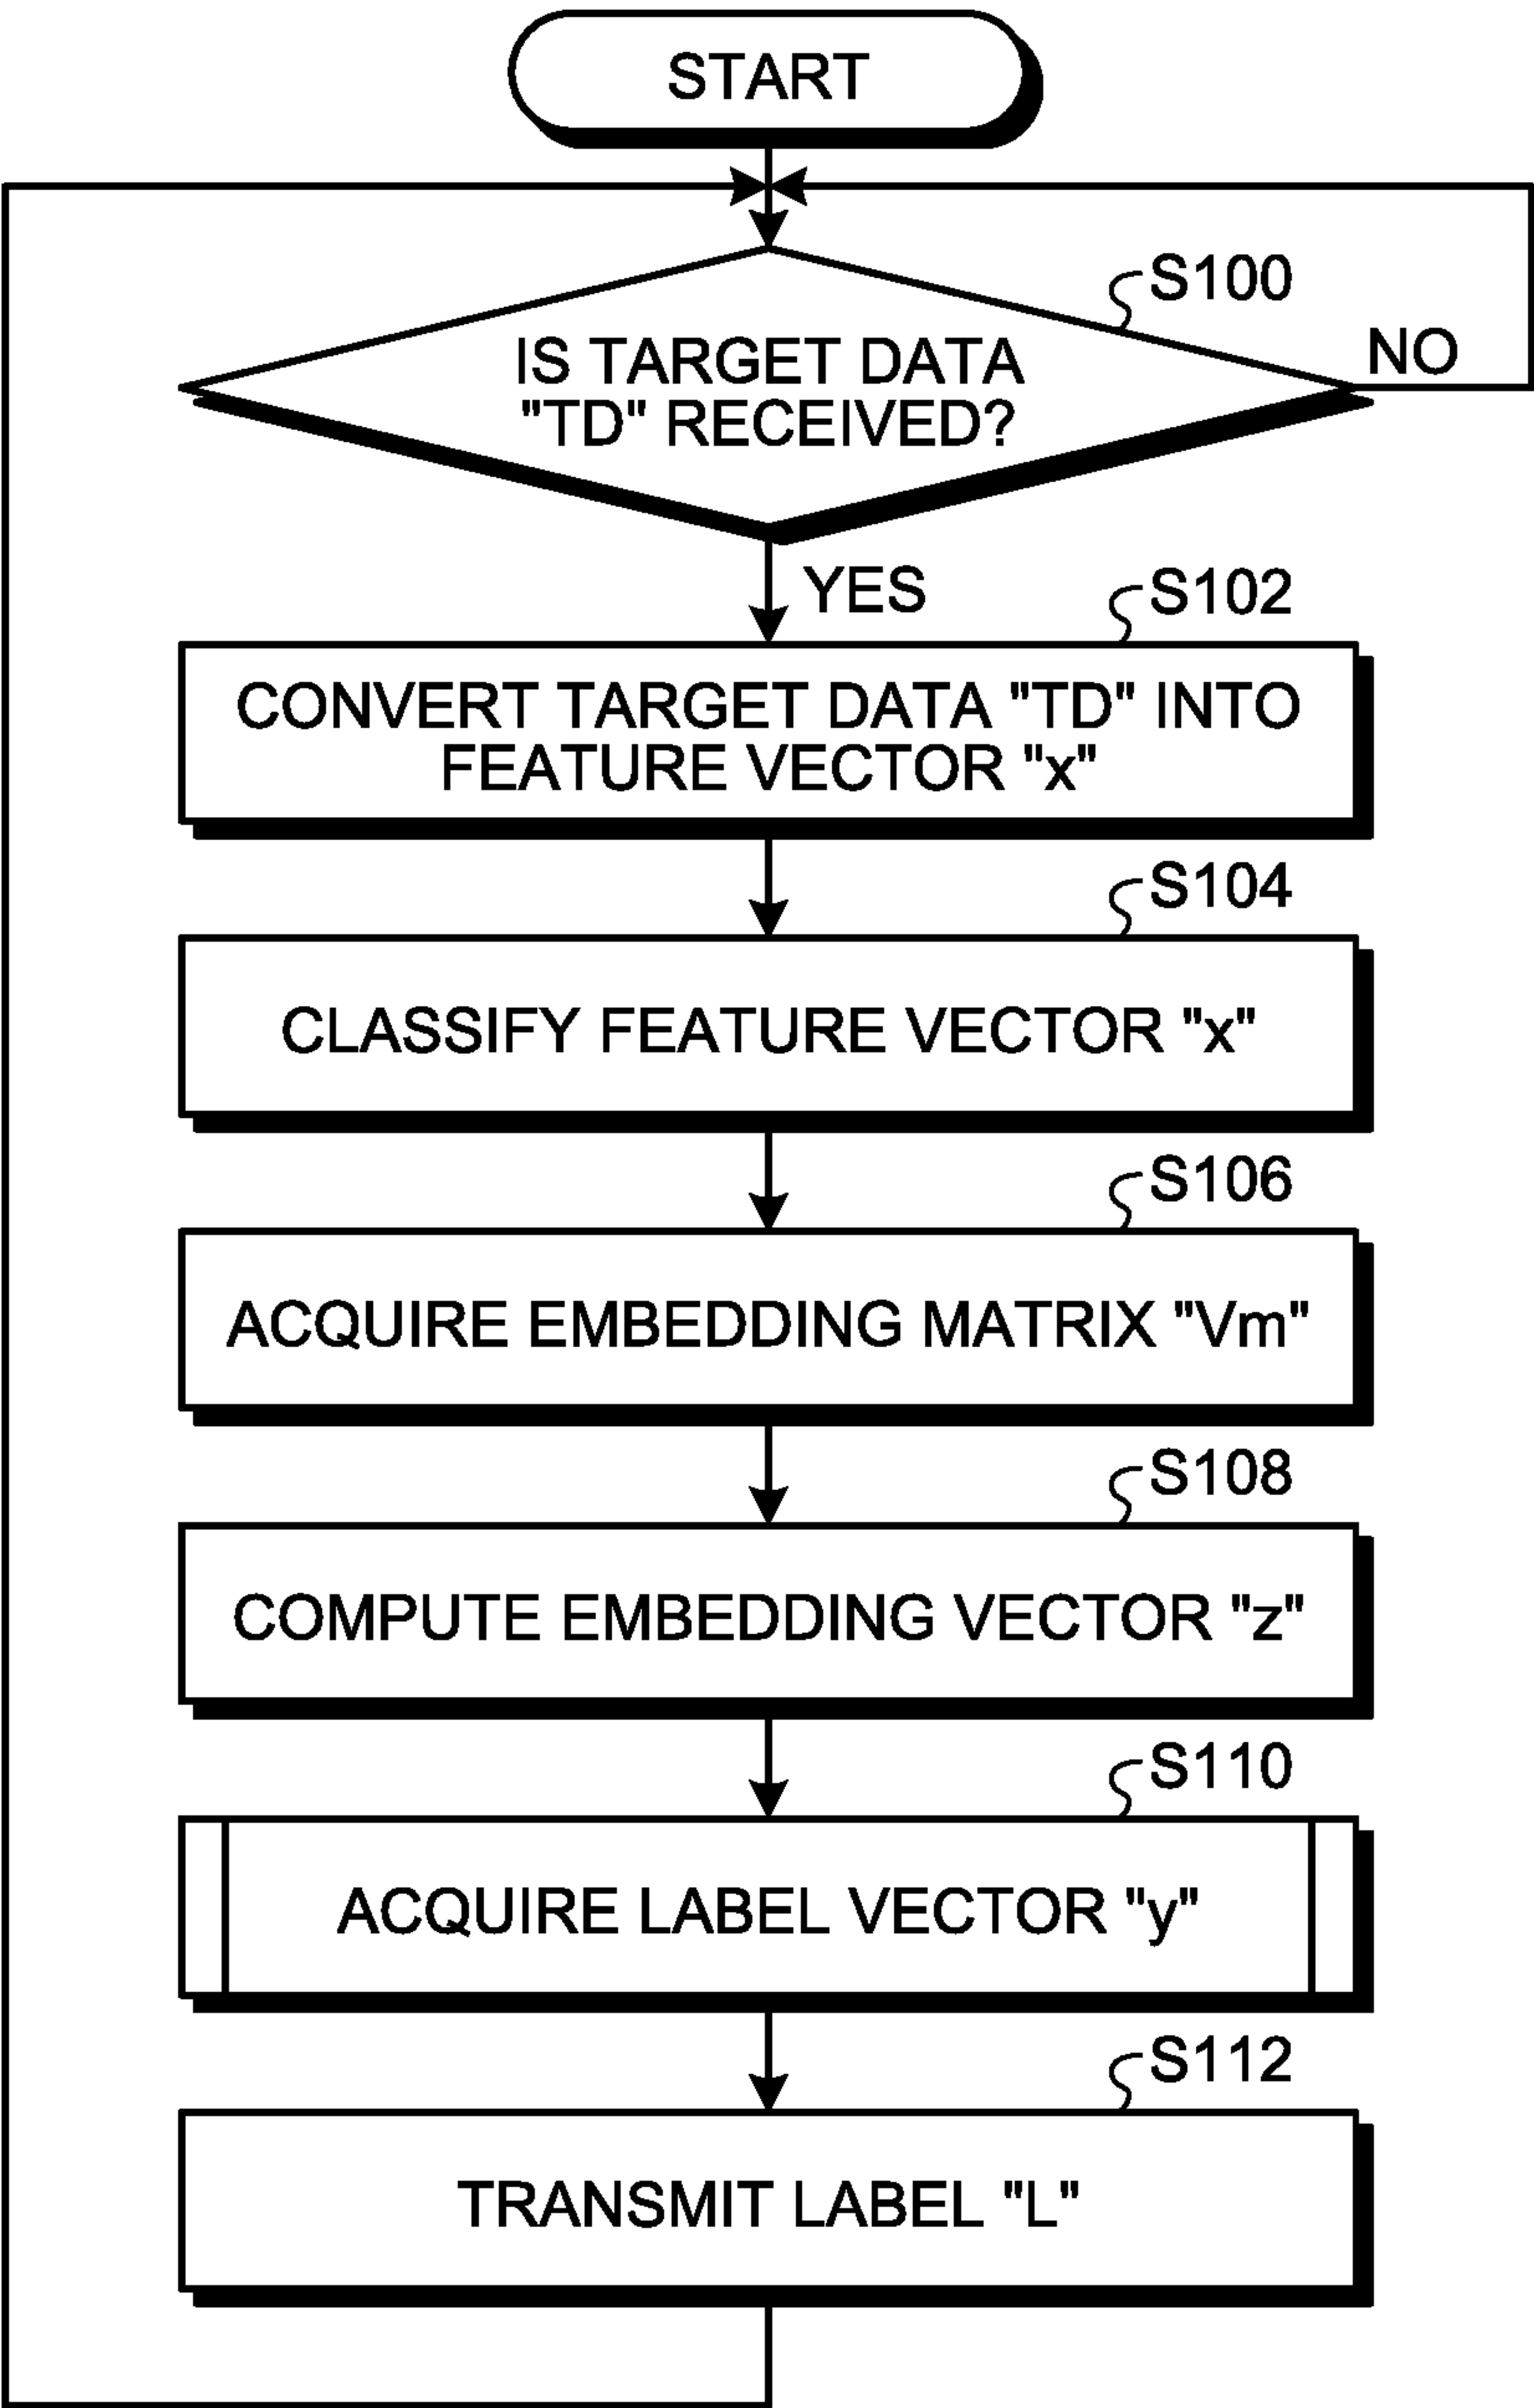 START
S100
IS TARGET DATA
"TD" RECEIVED?
NO
YES
S102
CONVERT TARGET DATA "TD" INTO
FEATURE VECTOR "x"
S104
CLASSIFY FEATURE VECTOR "x"
S106
ACQUIRE EMBEDDING MATRIX "Vm"
S108
COMPUTE EMBEDDING VECTOR "z"
S110
ACQUIRE LABEL VECTOR "y"
S112
TRANSMIT LABEL "L"